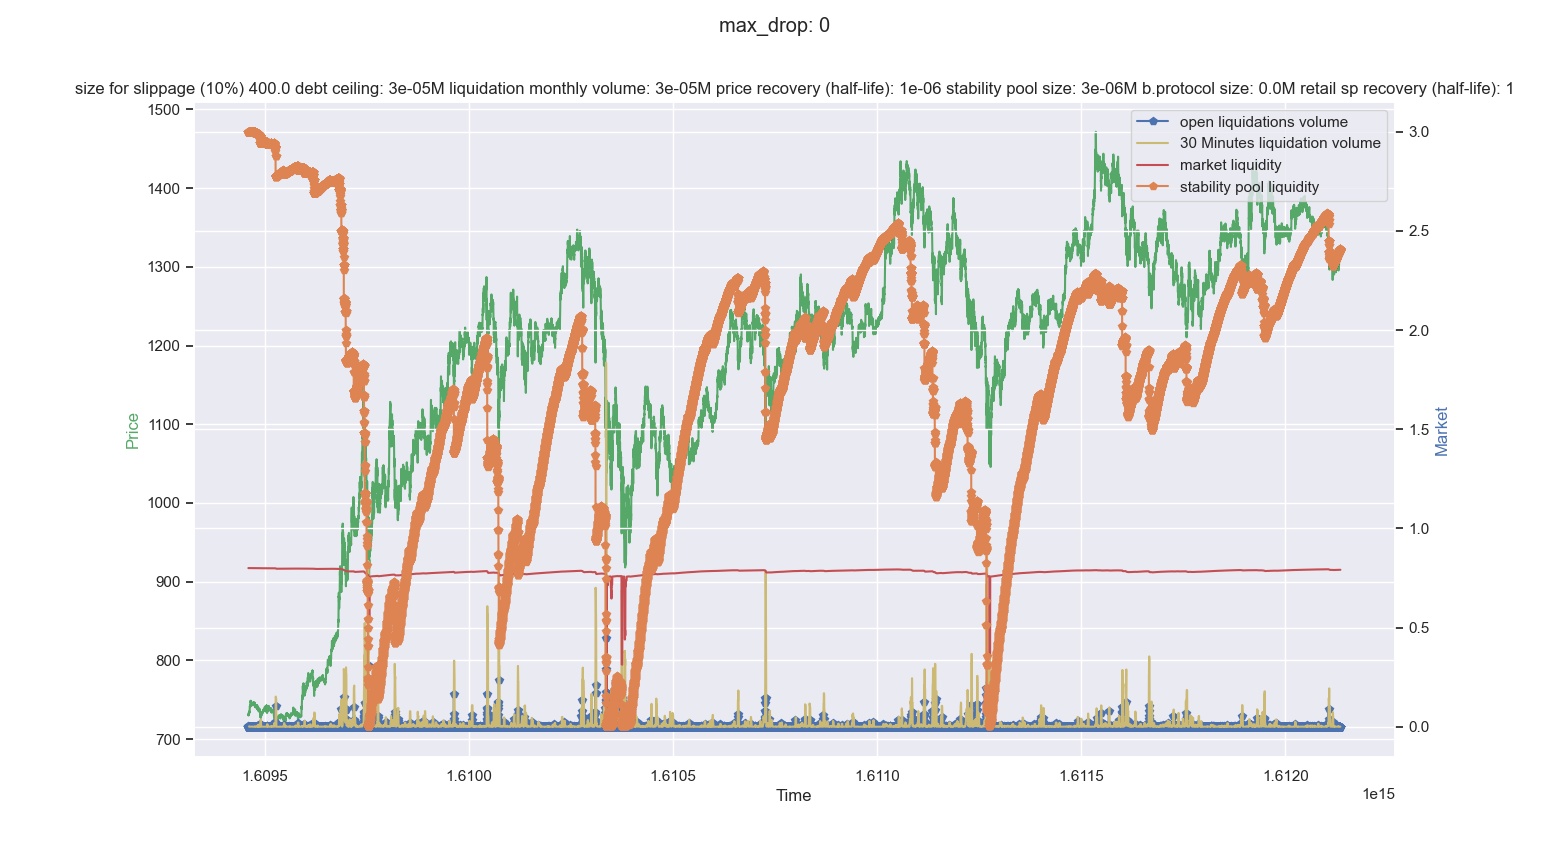 max_drop: 0
size for slippage (10%) 400.0 debt ceiling: 3e-05M liquidation monthly volume: 3e-05M price recovery (half-life): 1e-06 stability pool size: 3e-06M b.protocol size: 0.0M retail sp recovery (half-life): 1
open liquidations volume
30 Minutes liquidation volume
market liquidity
stability pool liquidity
Price
1500
1400
1300
1200
1100
1000
900
800
700
3.0
2.5
2.0
1.5
1.0
0.5
0.0
Market
1.6095
1.6100
1.6105
1.6110
1.6115
1.6120
1e15
Time